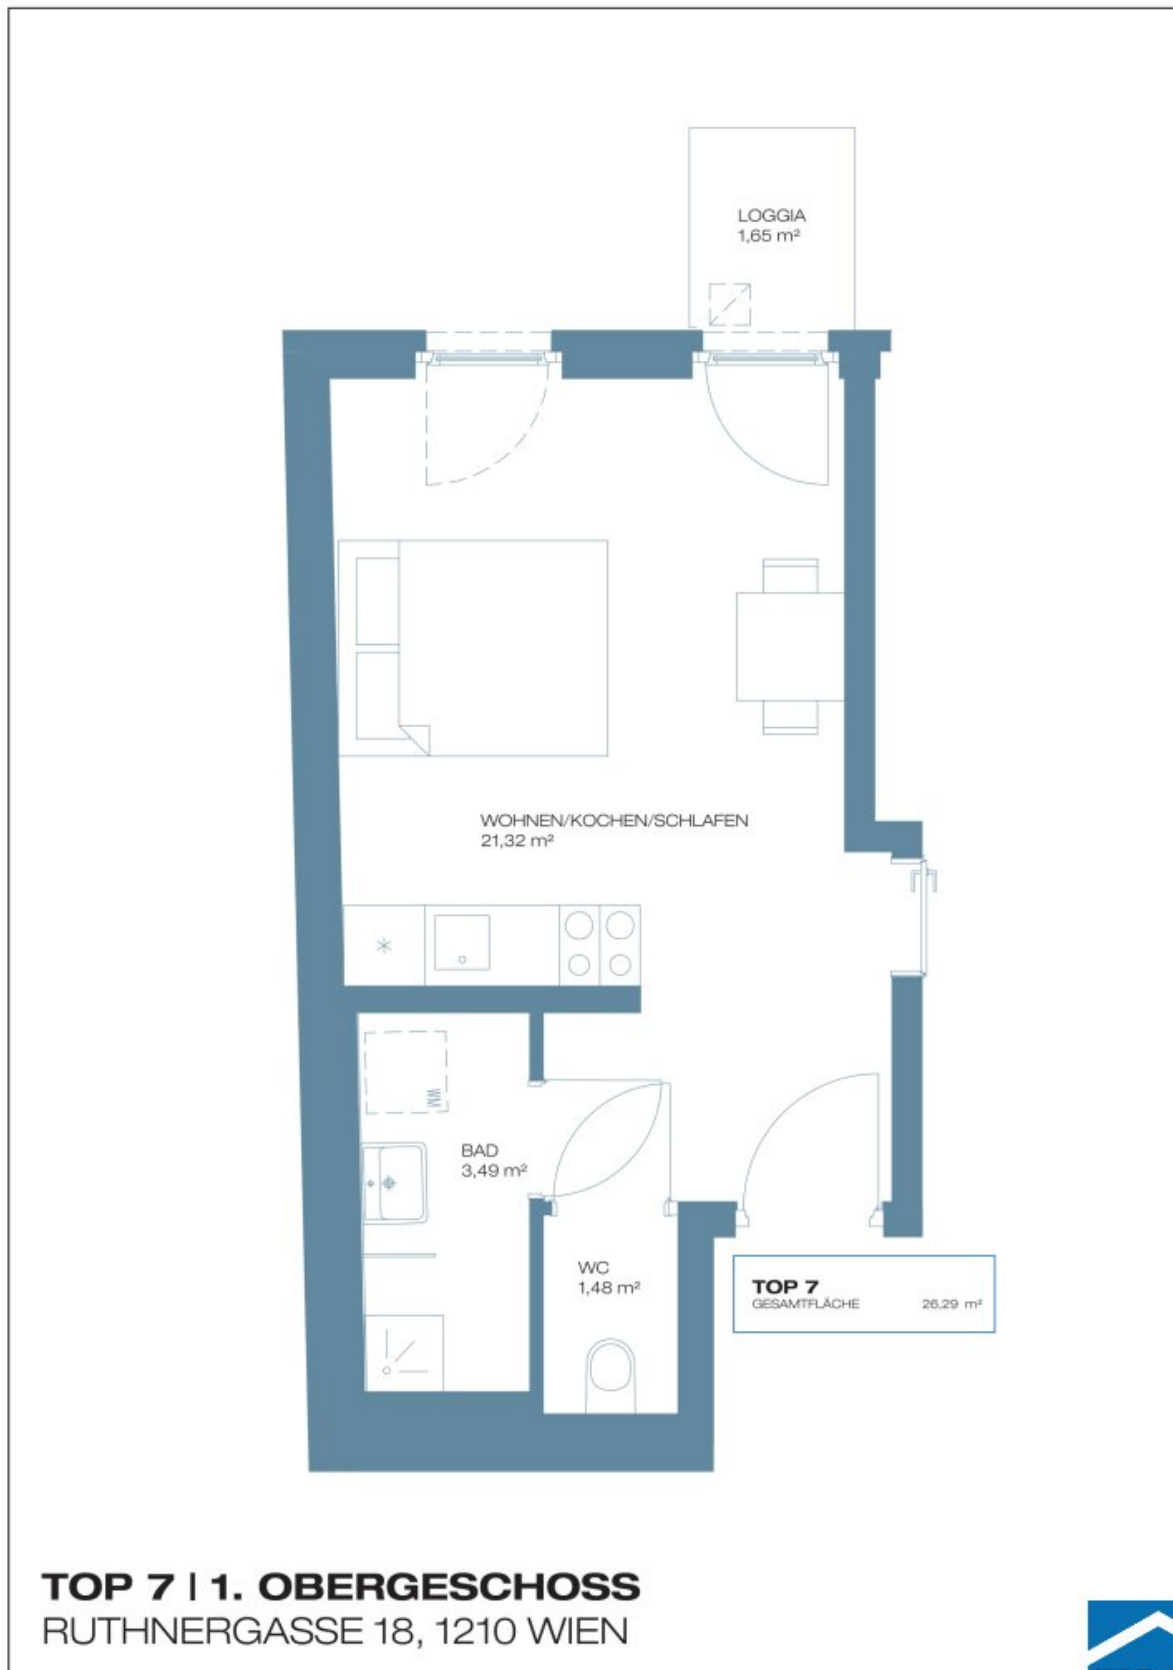 LOGGIA
1,65 m²
WOHNEN/KOCHEN/SCHLAFEN
21,32 m²
WM
BAD
3,49 m²
WC
1,48 m²
TOP 7
GESAMTFLÄCHE 26,29 m²
TOP 7 | 1. OBERGESCHOSS
RUTHNERGASSE 18, 1210 WIEN